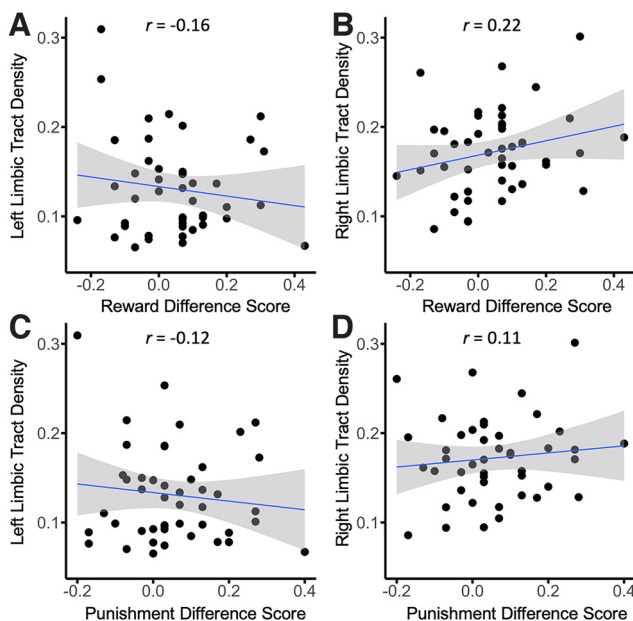 A
r = -0.16
Left Limbic Tract Density
0.3
0.2
0.1
-0.2 0.0 0.2 0.4
Reward Difference Score
B
r = 0.22
Right Limbic Tract Density
0.3
0.2
0.1
-0.2 0.0 0.2 0.4
Reward Difference Score
C
r = -0.12
Left Limbic Tract Density
0.3
0.2
0.1
-0.2 0.0 0.2 0.4
Punishment Difference Score
D
r = 0.11
Right Limbic Tract Density
0.3
0.2
0.1
-0.2 0.0 0.2 0.4
Punishment Difference Score